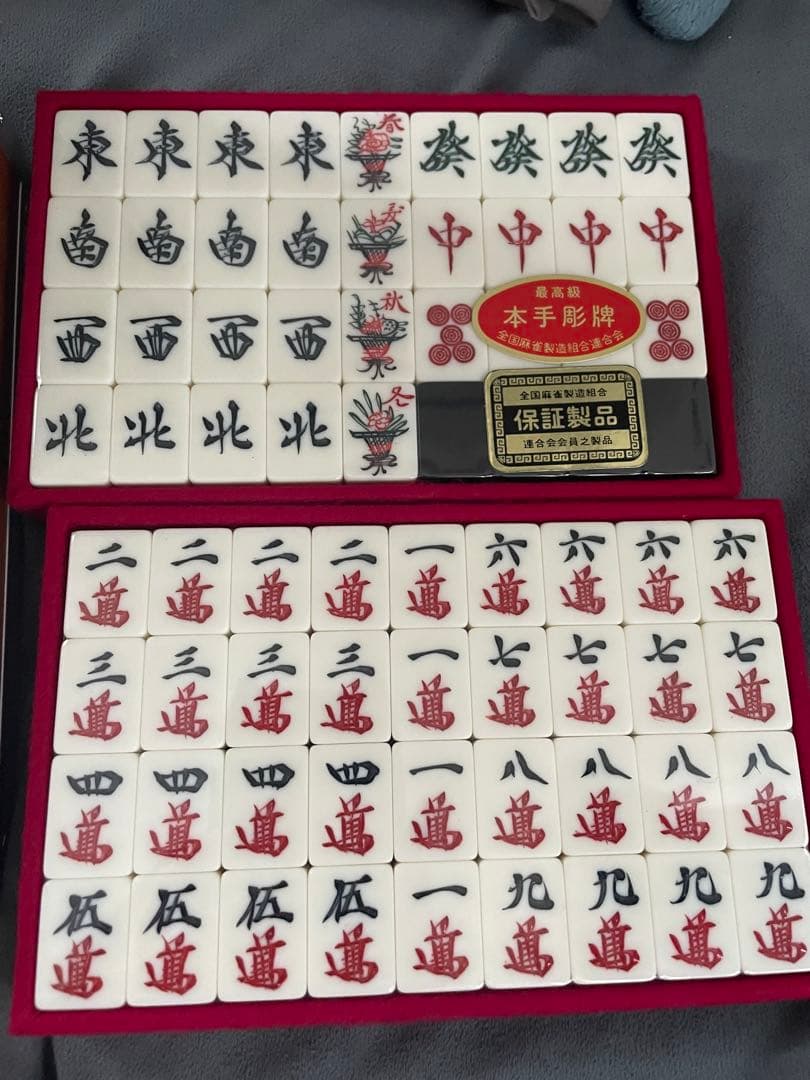 東 東 東 東 春 發 發 發 發
南 南 南 南 夏 中 中 中 中
西 西 西 西 秋
最高級
本手彫牌
全国麻雀製造組合連合会
北 北 北 北 冬
全国麻雀製造組合
保証製品
連合会会員之製品
二萬 二萬 二萬 二萬 一萬 六萬 六萬 六萬 六萬
三萬 三萬 三萬 三萬 一萬 七萬 七萬 七萬 七萬
四萬 四萬 四萬 四萬 一萬 八萬 八萬 八萬 八萬
伍萬 伍萬 伍萬 伍萬 一萬 九萬 九萬 九萬 九萬